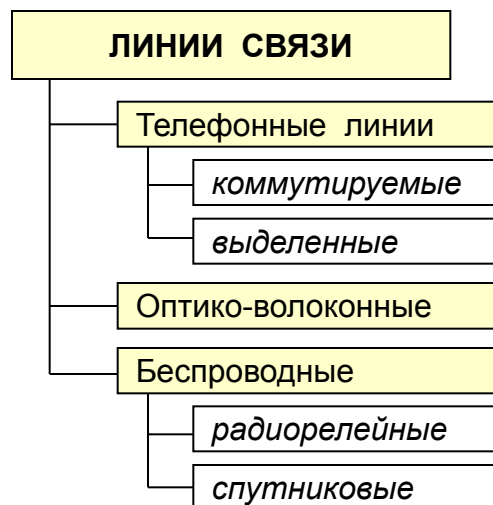 ЛИНИИ СВЯЗИ
Телефонные линии
коммутируемые
выделенные
Оптико-волоконные
Беспроводные
радиорелейные
спутниковые